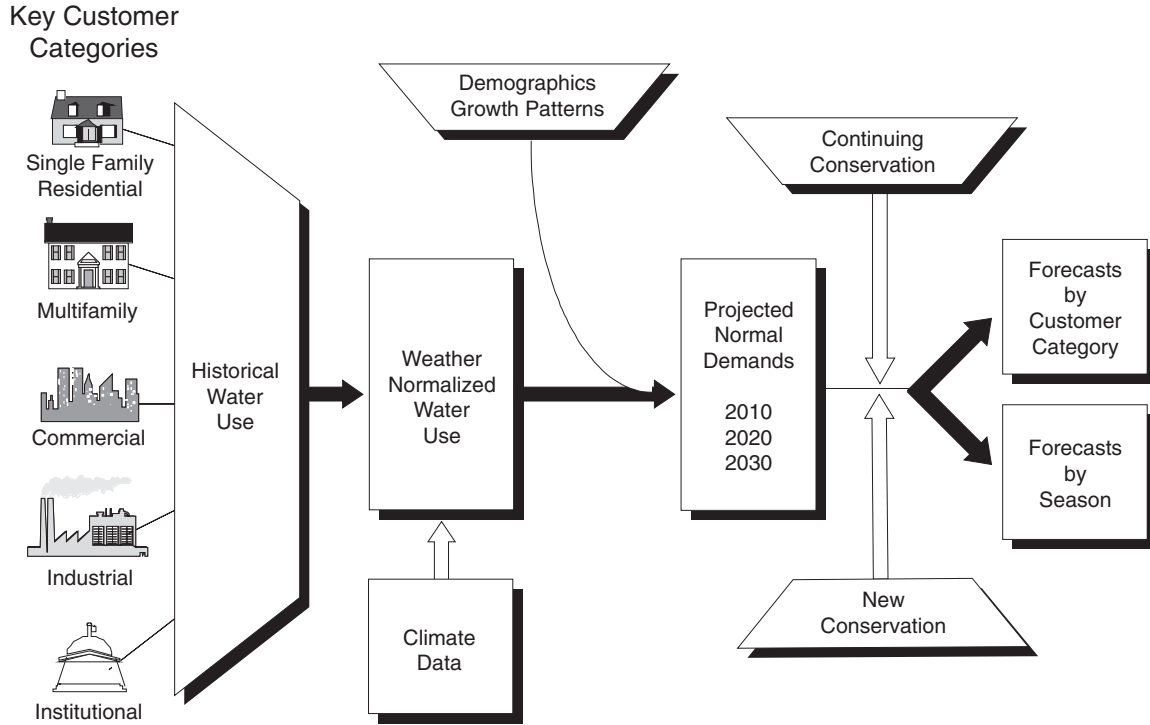 Key Customer
Categories
Single Family
Residential
Multifamily
Commercial
Industrial
Institutional
Historical
Water
Use
Weather
Normalized
Water
Use
Climate
Data
Demographics
Growth Patterns
Projected
Normal
Demands
2010
2020
2030
Continuing
Conservation
New
Conservation
Forecasts
by
Customer
Category
Forecasts
by
Season